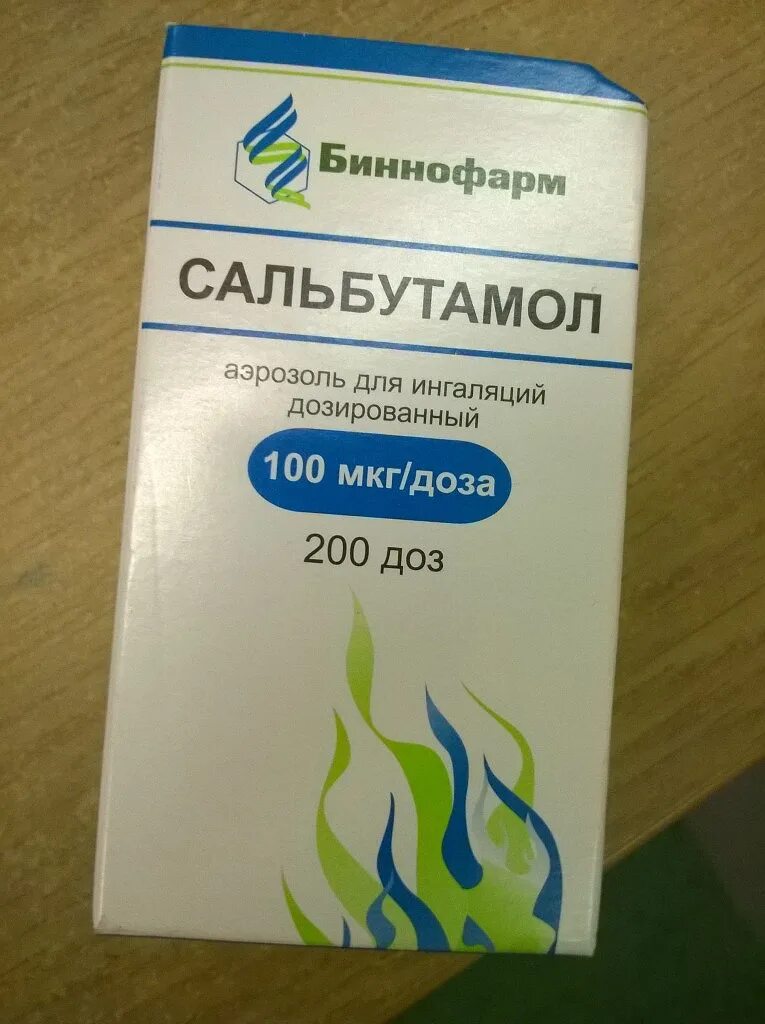 Биннофарм
САЛЬБУТАМОЛ
аэрозоль для ингаляций
дозированный
100 мкг/доза
200 доз